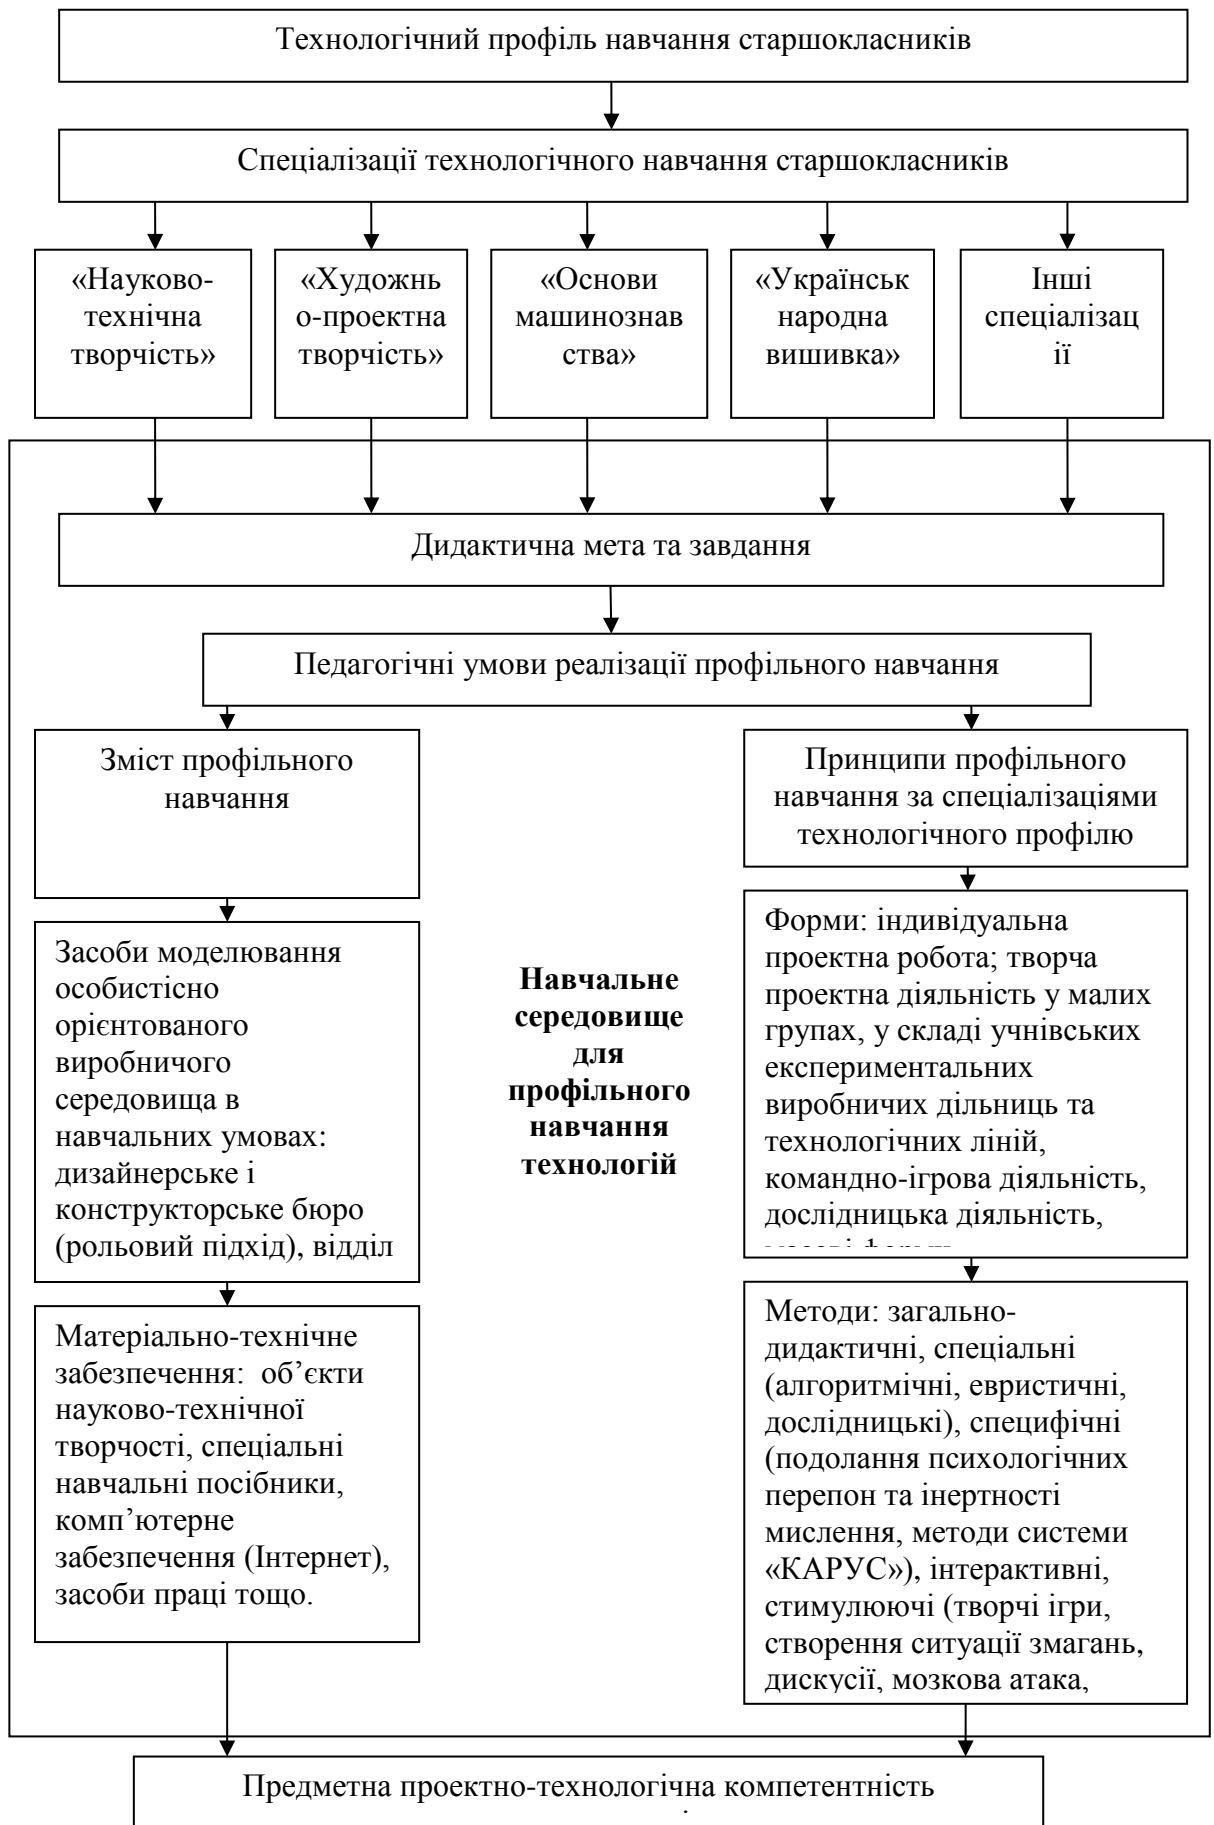 Технологічний профіль навчання старшокласників
Спеціалізації технологічного навчання старшокласників
«Науково-
технічна
творчість»
«Художнь
о-проектна
творчість»
«Основи
машинознав
ства»
«Українськ
народна
вишивка»
Інші
спеціалізац
ії
Дидактична мета та завдання
Педагогічні умови реалізації профільного навчання
Зміст профільного
навчання
Принципи профільного
навчання за спеціалізаціями
технологічного профілю
Засоби моделювання
особистісно
орієнтованого
виробничого
середовища в
навчальних умовах:
дизайнерське і
конструкторське бюро
(рольовий підхід), відділ
Навчальне
середовище
для
профільного
навчання
технологій
Форми: індивідуальна
проектна робота; творча
проектна діяльність у малих
групах, у складі учнівських
експериментальних
виробничих дільниць та
технологічних ліній,
командно-ігрова діяльність,
дослідницька діяльність,
Матеріально-технічне
забезпечення: об’єкти
науково-технічної
творчості, спеціальні
навчальні посібники,
комп’ютерне
забезпечення (Інтернет),
засоби праці тощо.
Методи: загально-
дидактичні, спеціальні
(алгоритмічні, евристичні,
дослідницькі), специфічні
(подолання психологічних
перепон та інертності
мислення, методи системи
«КАРУС»), інтерактивні,
стимулюючі (творчі ігри,
створення ситуації змагань,
дискусії, мозкова атака,
Предметна проектно-технологічна компетентність